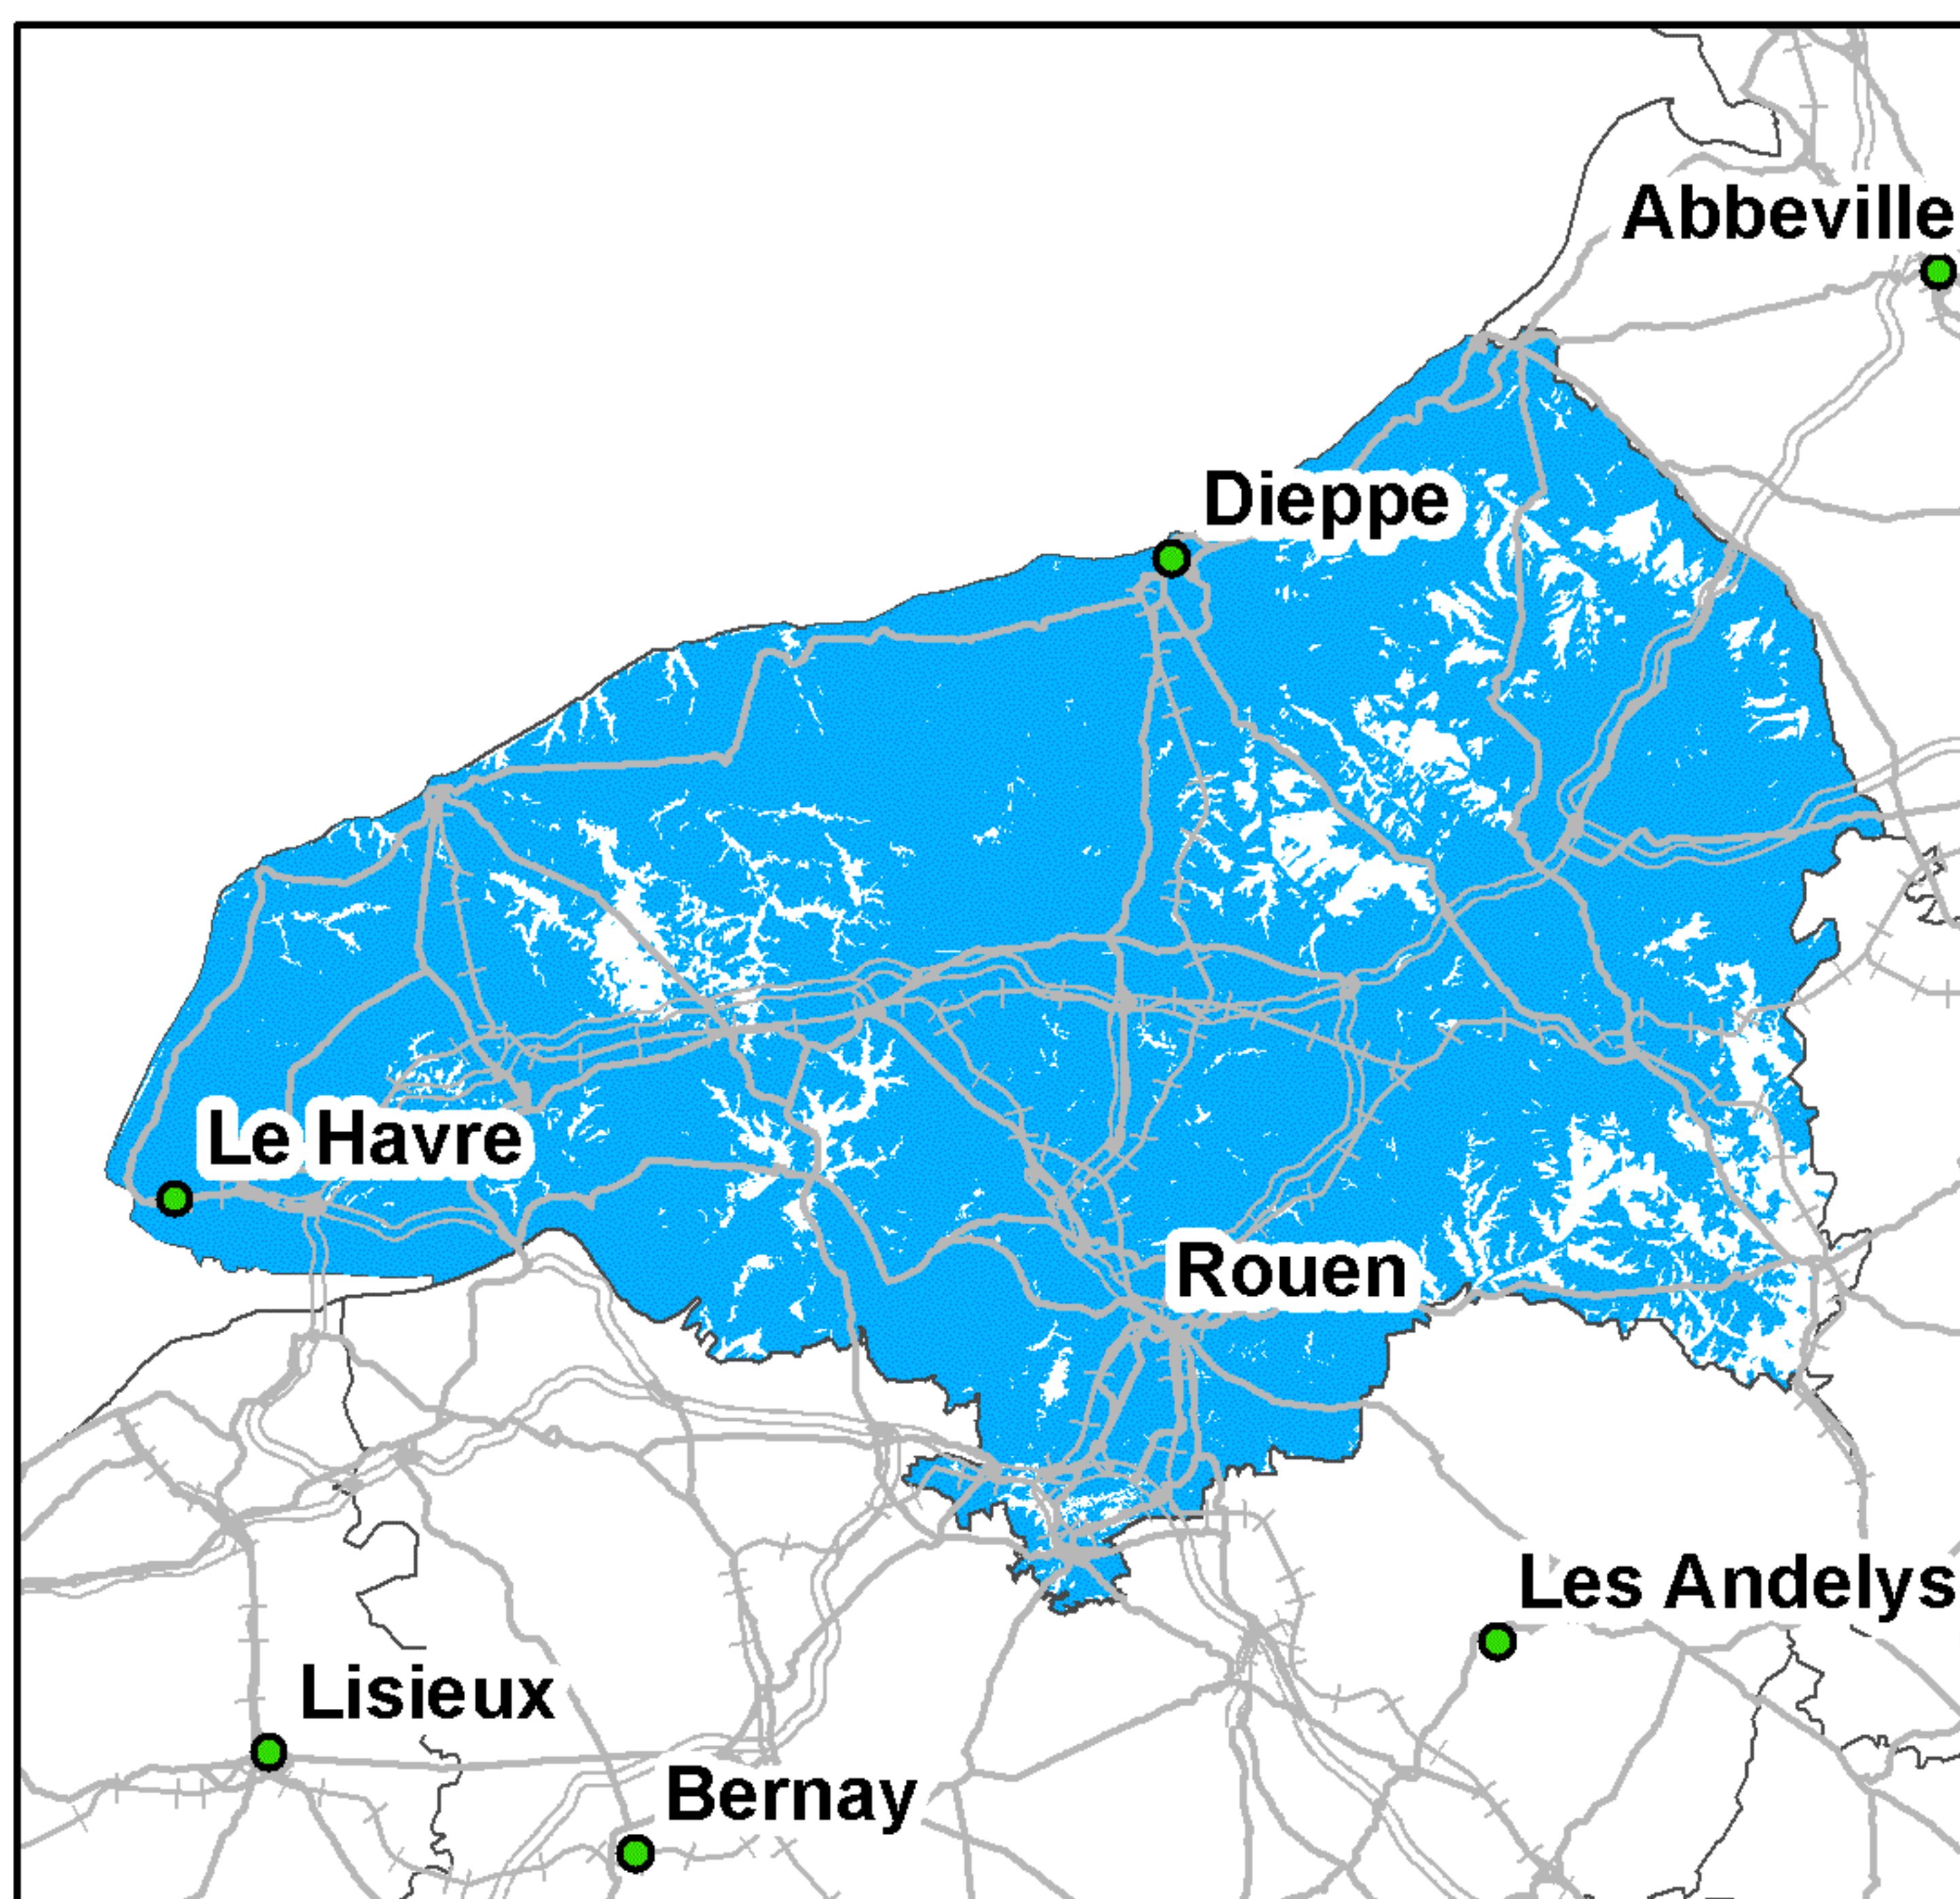 Abbeville
Dieppe
Le Havre
Rouen
Les Andelys
Lisieux
Bernay